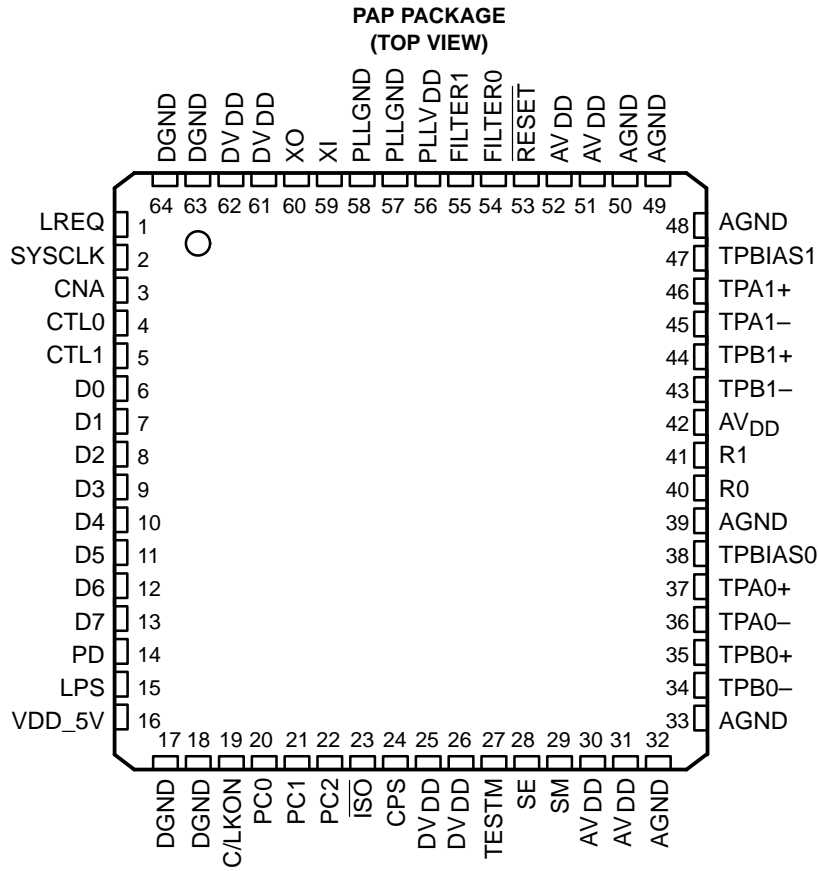 PAP PACKAGE
(TOP VIEW)
DGND
DGND
DVDD
DVDD
XO
XI
PLLGND
PLLGND
PLLVDD
FILTER1
FILTER0
RESET
AVDD
AVDD
AGND
AGND
64 63 62 61 60 59 58 57 56 55 54 53 52 51 50 49
LREQ 1
SYSCLK 2
CNA 3
CTL0 4
CTL1 5
D0 6
D1 7
D2 8
D3 9
D4 10
D5 11
D6 12
D7 13
PD 14
LPS 15
VDD_5V 16
48 AGND
47 TPBIAS1
46 TPA1+
45 TPA1–
44 TPB1+
43 TPB1–
42 AVDD
41 R1
40 R0
39 AGND
38 TPBIAS0
37 TPA0+
36 TPA0–
35 TPB0+
34 TPB0–
33 AGND
17 18 19 20 21 22 23 24 25 26 27 28 29 30 31 32
DGND
DGND
C/LKON
PC0
PC1
PC2
ISO
CPS
DVDD
DVDD
TESTM
SE
SM
AVDD
AVDD
AGND